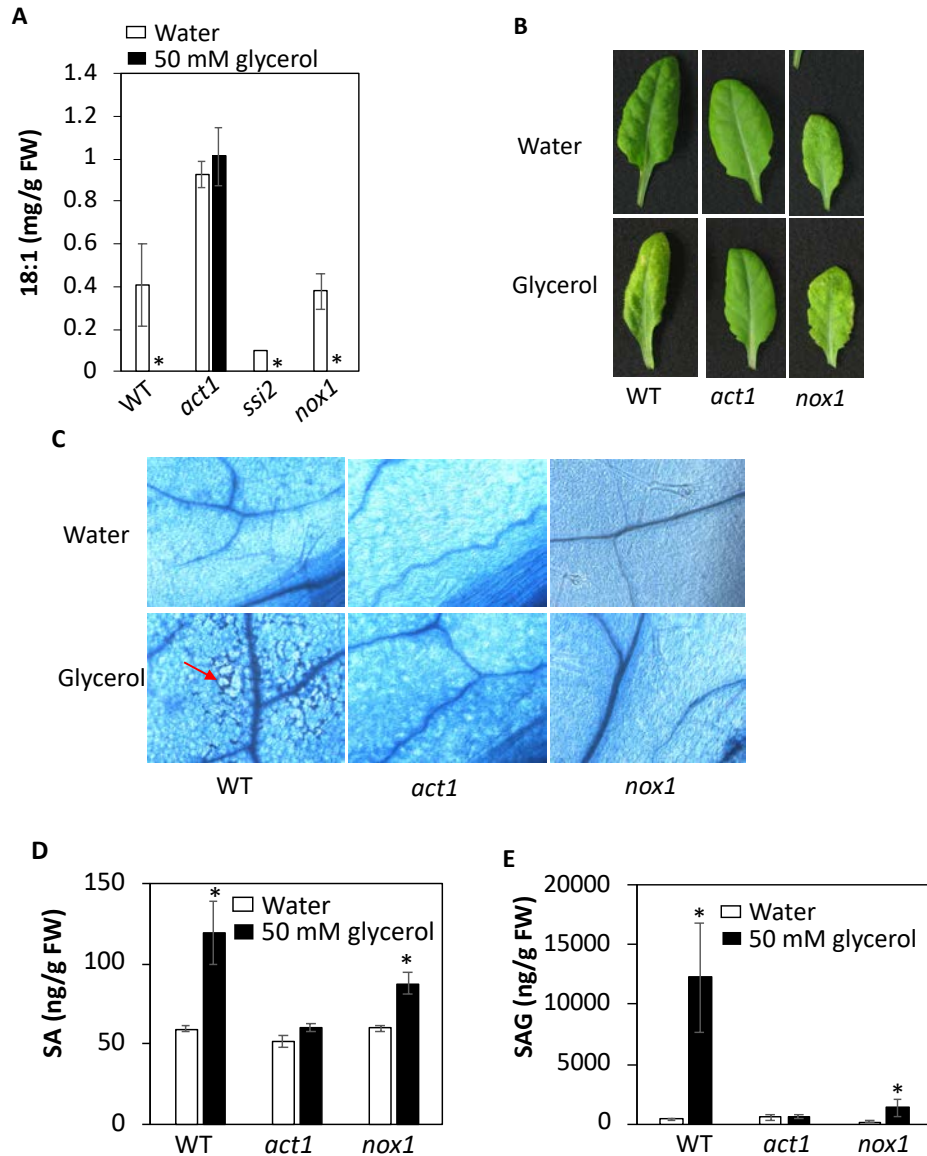 A
Water
50 mM glycerol
18:1 (mg/g FW)
1.4
1.2
1
0.8
0.6
0.4
0.2
0
*
*
*
WT
act1
ssi2
nox1
B
Water
Glycerol
WT
act1
nox1
C
Water
Glycerol
WT
act1
nox1
D
SA (ng/g FW)
150
100
50
0
Water
50 mM glycerol
*
*
WT
act1
nox1
E
SAG (ng/g FW)
20000
15000
10000
5000
0
Water
50 mM glycerol
*
*
WT
act1
nox1